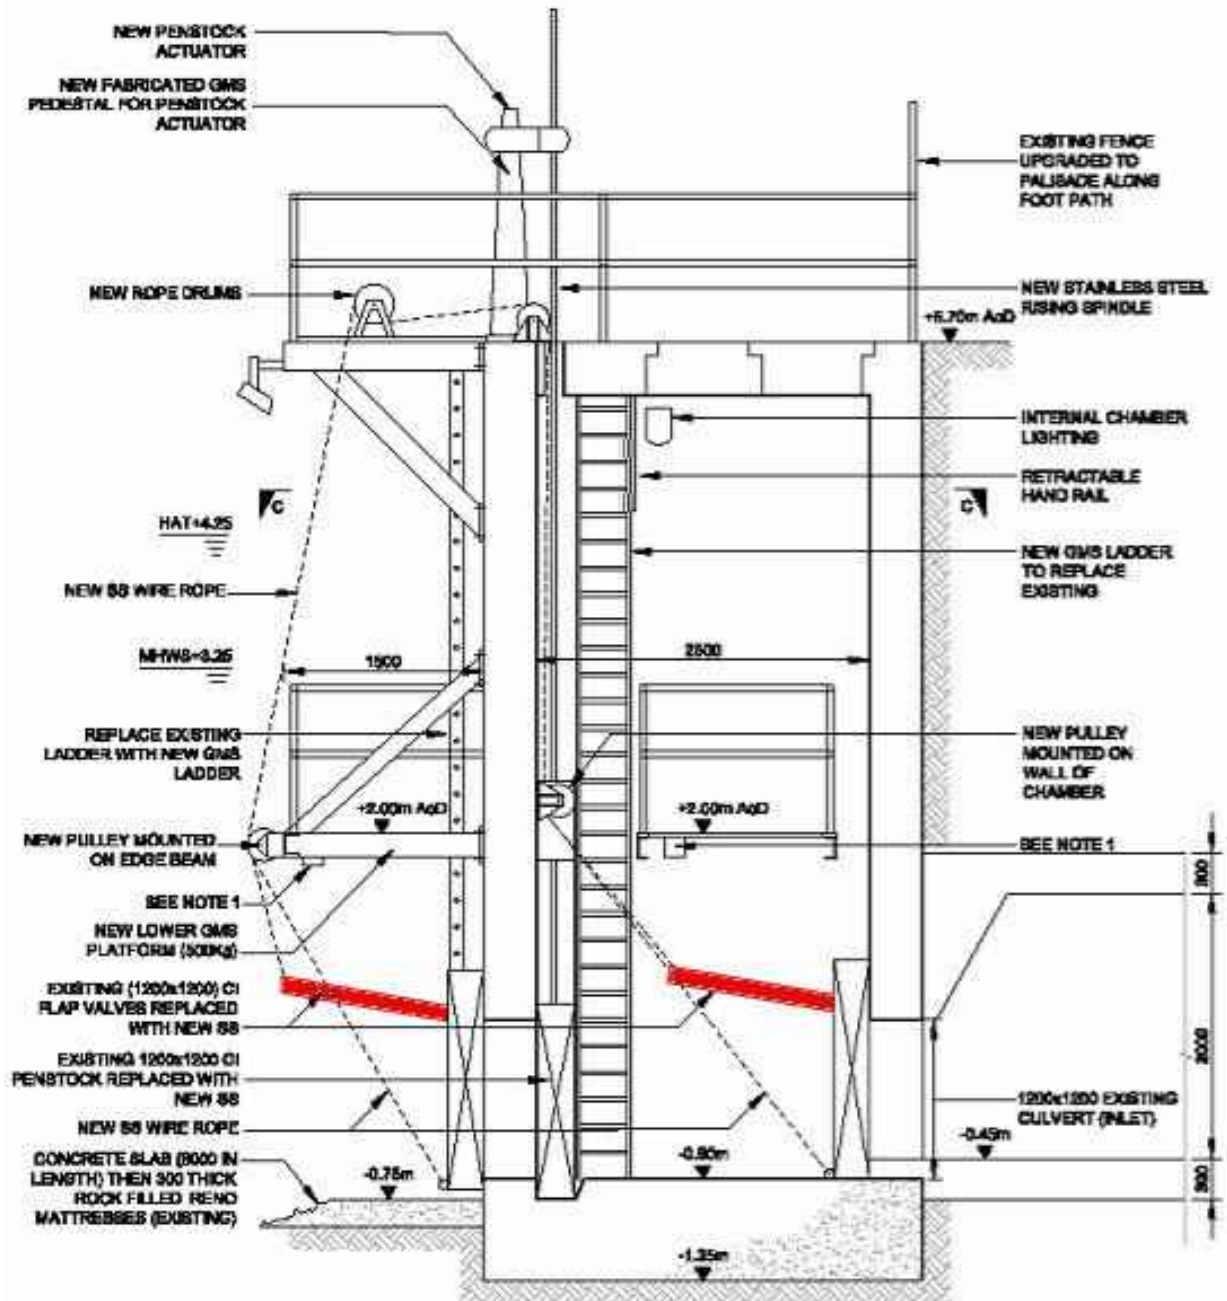 NEW PENSTOCK
ACTUATOR
NEW FABRICATED GMS
PEDESTAL FOR PENSTOCK
ACTUATOR
EXISTING FENCE
UPGRADED TO
PALISADE ALONG
FOOT PATH
NEW ROPE DRUMS
NEW STAINLESS STEEL
RISING SPINDLE
+5.70m AoD
INTERNAL CHAMBER
LIGHTING
RETRACTABLE
HAND RAIL
C
C
HAT+4.25
NEW GMS LADDER
TO REPLACE
EXISTING
NEW SS WIRE ROPE
MHWS+3.25
1500
2500
REPLACE EXISTING
LADDER WITH NEW GMS
LADDER
NEW PULLEY
MOUNTED ON
WALL OF
CHAMBER
+2.00m AoD
+2.00m AoD
NEW PULLEY MOUNTED
ON EDGE BEAM
SEE NOTE 1
SEE NOTE 1
300
NEW LOWER GMS
PLATFORM (500Kg)
EXISTING (1200x1200) CI
FLAP VALVES REPLACED
WITH NEW SS
EXISTING 1200x1200 CI
PENSTOCK REPLACED WITH
NEW SS
2000
1200x1200 EXISTING
CULVERT (INLET)
NEW SS WIRE ROPE
-0.45m
CONCRETE SLAB (6000 IN
LENGTH) THEN 300 THICK
ROCK FILLED RENO
MATTRESSES (EXISTING)
-0.75m
-0.60m
300
-1.35m